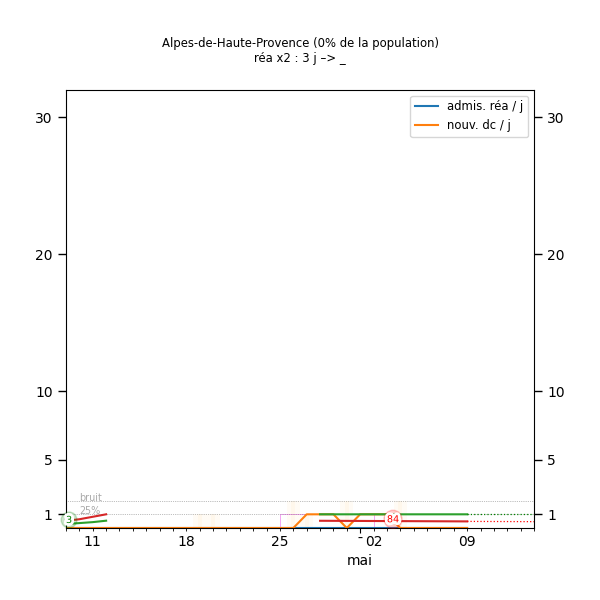 Alpes-de-Haute-Provence (0% de la population)
réa x2 : 3 j –> _
admis. réa / j
nouv. dc / j
30 30
20 20
10 10
5 5
bruit
25%
1 1
3 84
11 18 25 - 02 09
mai